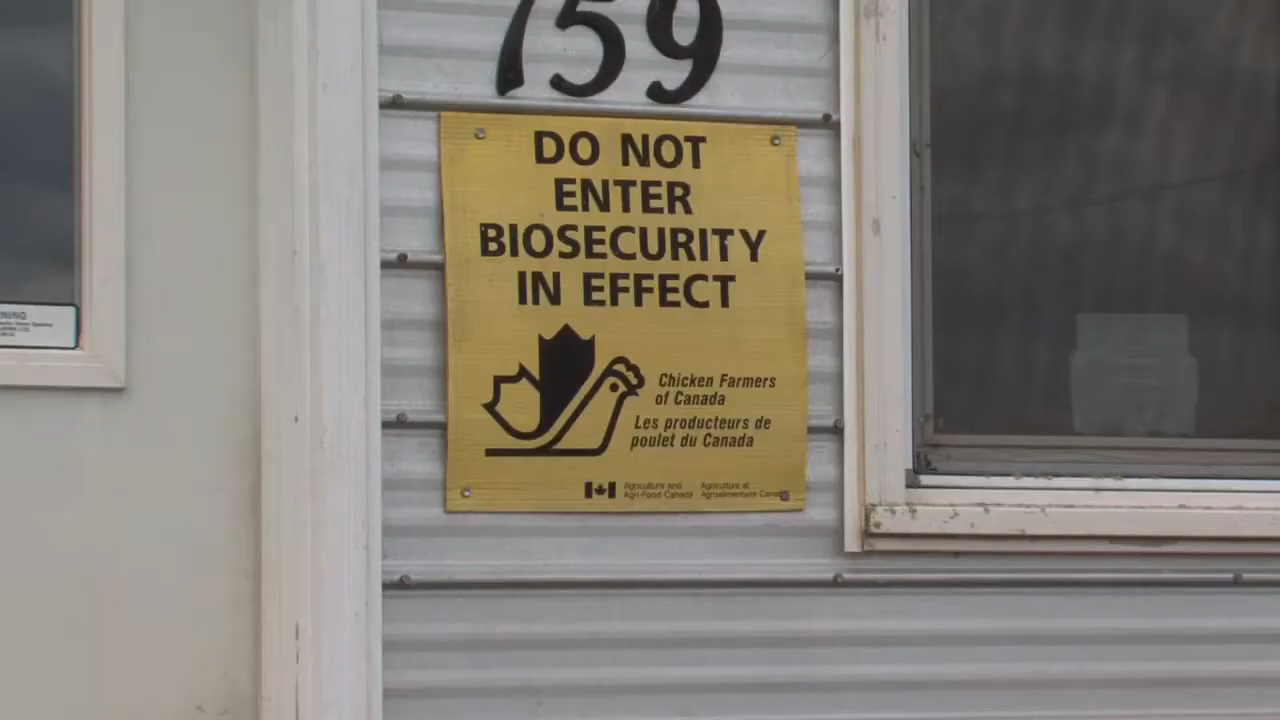 159
DO NOT
ENTER
BIOSECURITY
IN EFFECT
Chicken Farmers
of Canada
Les producteurs de
poulet du Canada
Agriculture and
Agri-Food Canada
Agriculture et
Agroalimentaire Canada